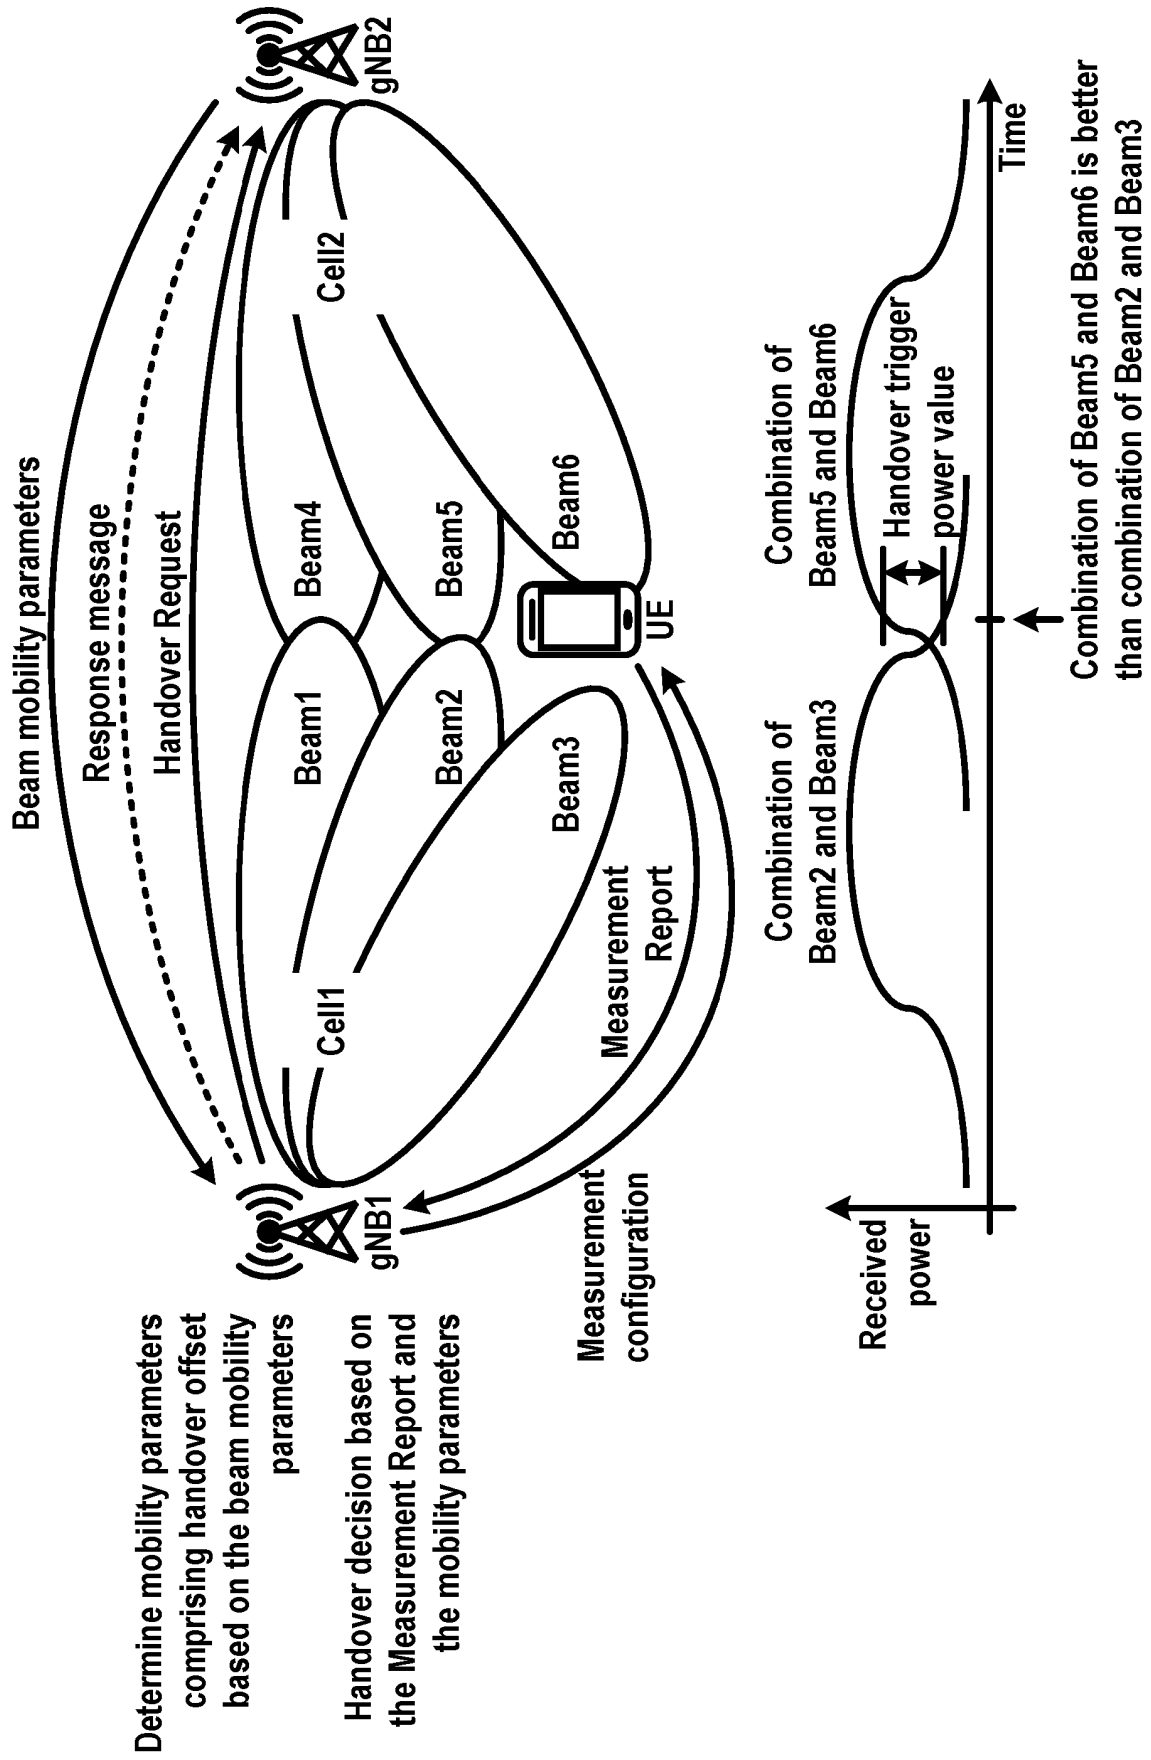 Beam mobility parameters
Response message
Handover Request
Determine mobility parameters
comprising handover offset
based on the beam mobility
parameters
Handover decision based on
the Measurement Report and
the mobility parameters
gNB1
gNB2
Cell1
Cell2
Beam1
Beam4
Beam2
Beam5
Beam3
Beam6
UE
Measurement
Report
Measurement
configuration
Received
power
Combination of
Beam2 and Beam3
Combination of
Beam5 and Beam6
Handover trigger
power value
Time
Combination of Beam5 and Beam6 is better
than combination of Beam2 and Beam3